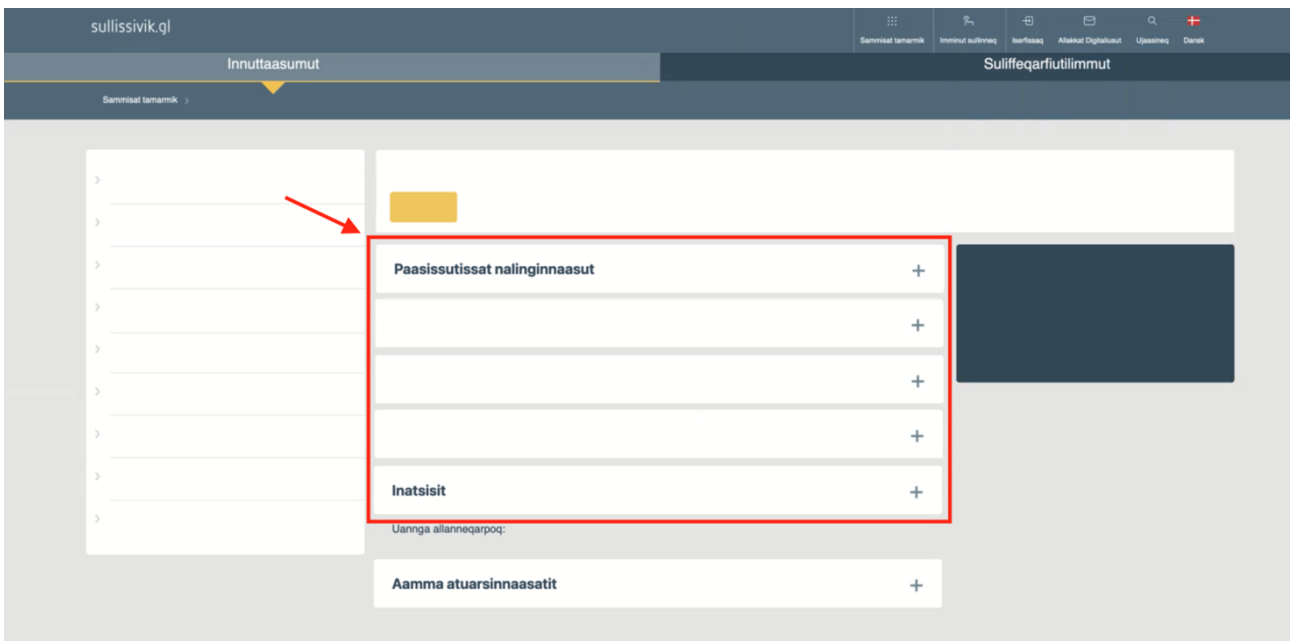 sullissivik.gl
Sammisat tamarmik
Imminut sullinneq
Iserfissaq
Allakkat Digitaliusut
Ujaasineq
Dansk
Innuttaasumut
Suliffeqarfiutilimmut
Sammisat tamarmik
Paasissutissat nalinginnaasut
Inatsisit
Uannga allanneqarpoq:
Aamma atuarsinnaasatit